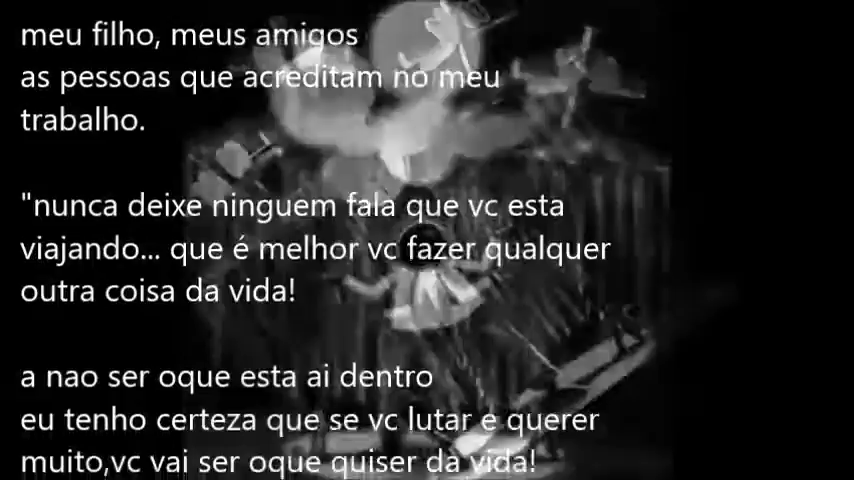 meu filho, meus amigos
as pessoas que acreditam no meu
trabalho.
"nunca deixe ninguem fala que vc esta
viajando... que é melhor vc fazer qualquer
outra coisa da vida!
a nao ser oque esta ai dentro
eu tenho certeza que se vc lutar e querer
muito,vc vai ser oque quiser da vida!